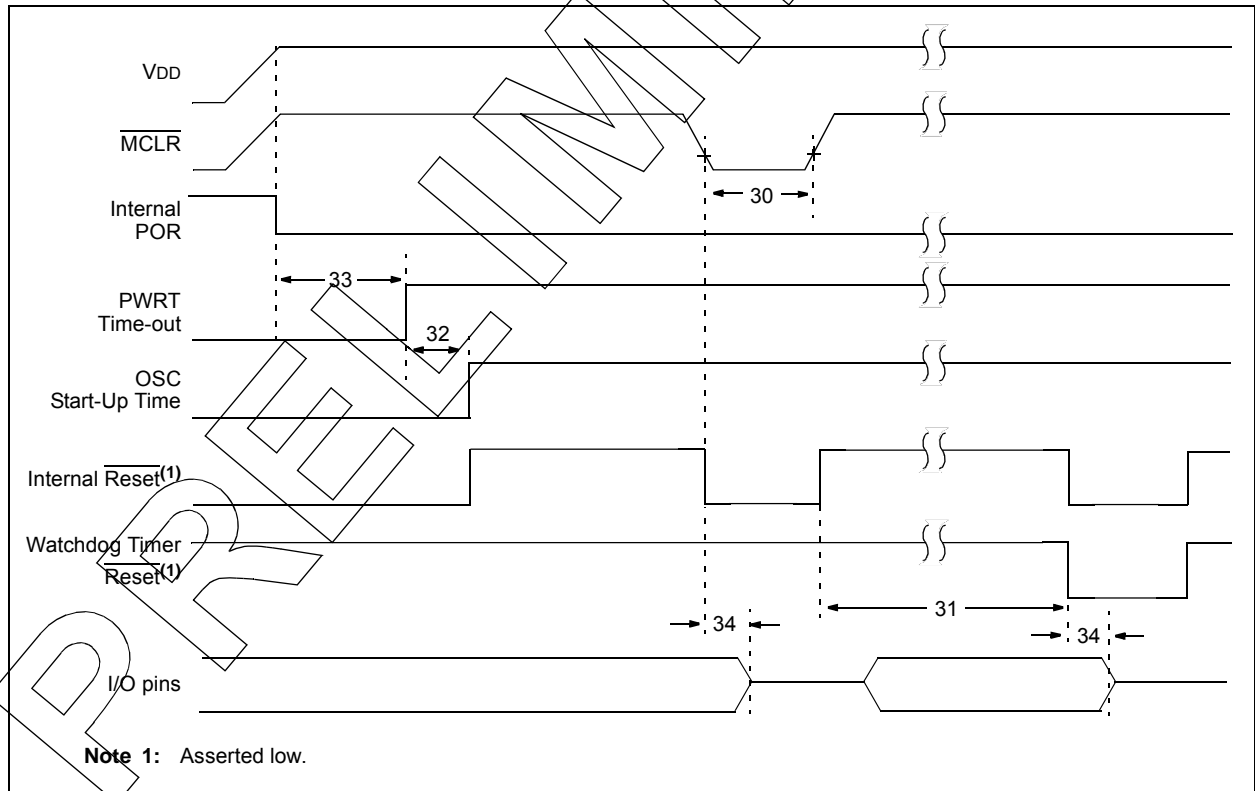 VDD
MCLR
30
Internal
POR
33
PWRT
Time-out
32
OSC
Start-Up Time
Internal Reset(1)
Watchdog Timer
Reset(1)
31
34
34
I/O pins
Note 1: Asserted low.
PRELIM